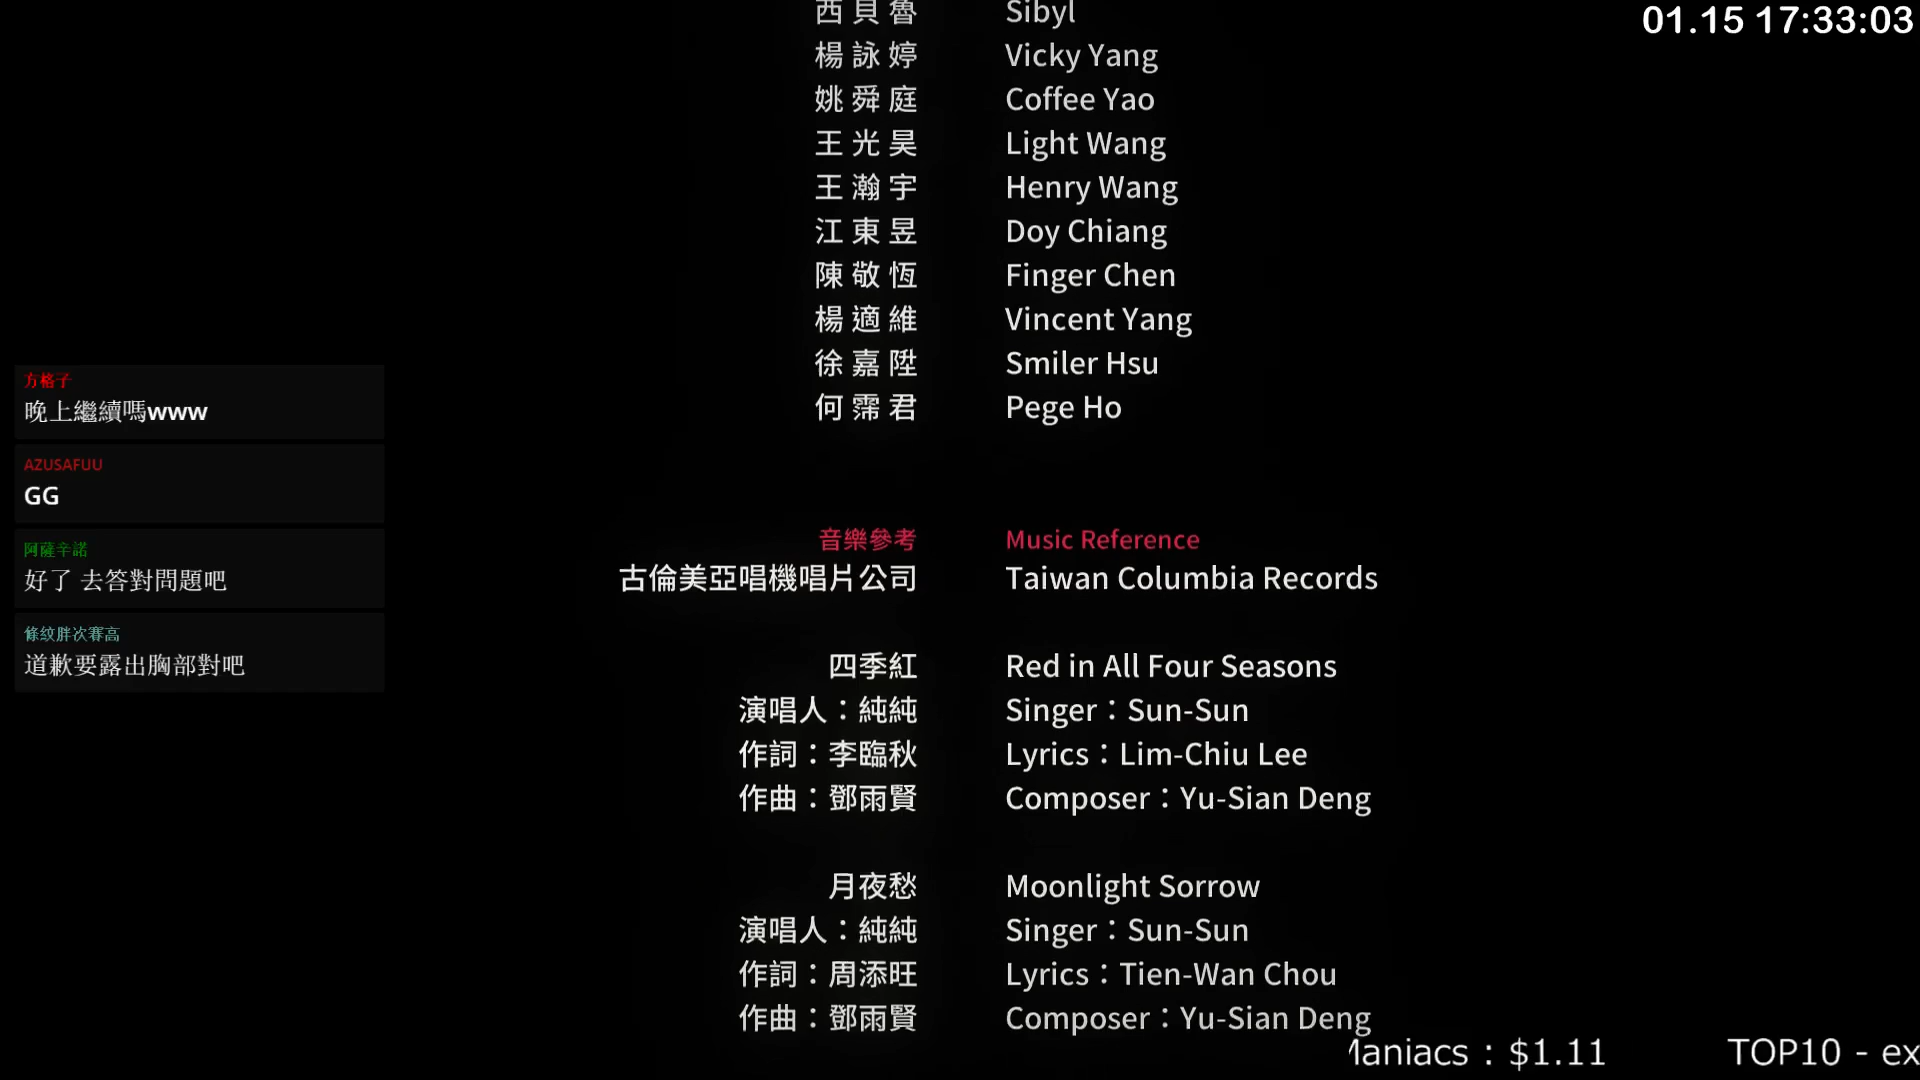 01.15 17:33:03
西貝魯 Sibyl
楊詠婷 Vicky Yang
姚舜庭 Coffee Yao
王光昊 Light Wang
王瀚宇 Henry Wang
江東昱 Doy Chiang
陳敬恆 Finger Chen
楊適維 Vincent Yang
徐嘉陞 Smiler Hsu
何霈君 Pege Ho
方格子
晚上繼續嗎www
AZUSAFUU
GG
阿薩辛諾
好了 去答對問題吧
條紋胖次賽高
道歉要露出胸部對吧
音樂參考 Music Reference
古倫美亞唱機唱片公司 Taiwan Columbia Records
四季紅 Red in All Four Seasons
演唱人：純純 Singer：Sun-Sun
作詞：李臨秋 Lyrics：Lim-Chiu Lee
作曲：鄧雨賢 Composer：Yu-Sian Deng
月夜愁 Moonlight Sorrow
演唱人：純純 Singer：Sun-Sun
作詞：周添旺 Lyrics：Tien-Wan Chou
作曲：鄧雨賢 Composer：Yu-Sian Deng
Maniacs : $1.11 TOP10 - ex